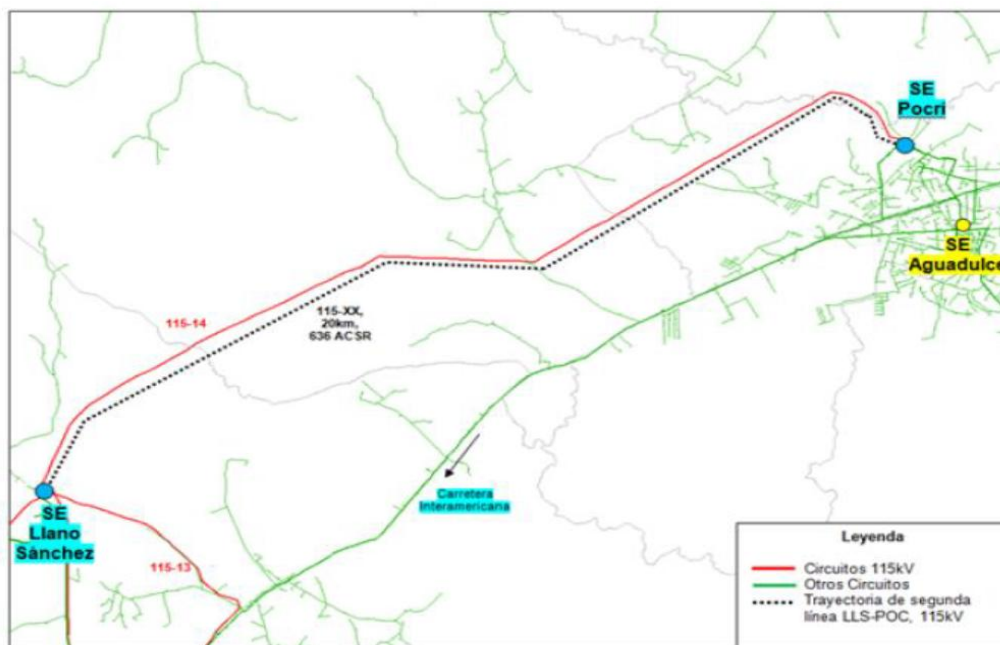 SE
Pocrí
SE
Aguadulce
115-XX,
20km,
636 ACSR
115-14
SE
Llano
Sánchez
115-13
Carretera
Interamericana
Leyenda
Circuitos 115kV
Otros Circuitos
Trayectoria de segunda
línea LLS-POC, 115kV